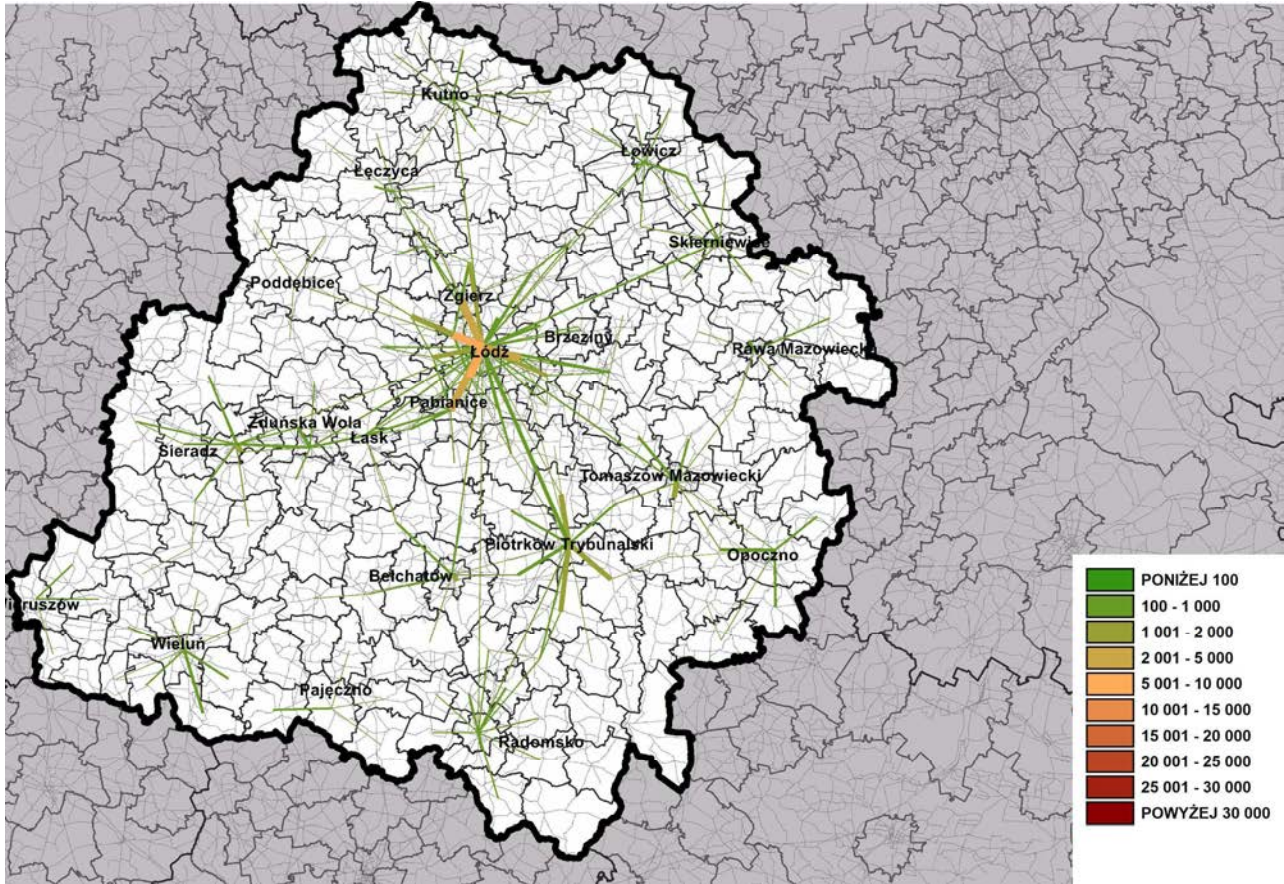 Kutno
Łowicz
Łęczyca
Skierniewice
Poddębice
Zgierz
Brzeziny
Łódź
Rawa Mazowiecka
Pabianice
Zduńska Wola
Łask
Sieradz
Tomaszów Mazowiecki
Piotrków Trybunalski
Opoczno
Bełchatów
Wieruszów
Wieluń
Pajęczno
Radomsko
PONIŻEJ 100
100 - 1 000
1 001 - 2 000
2 001 - 5 000
5 001 - 10 000
10 001 - 15 000
15 001 - 20 000
20 001 - 25 000
25 001 - 30 000
POWYŻEJ 30 000